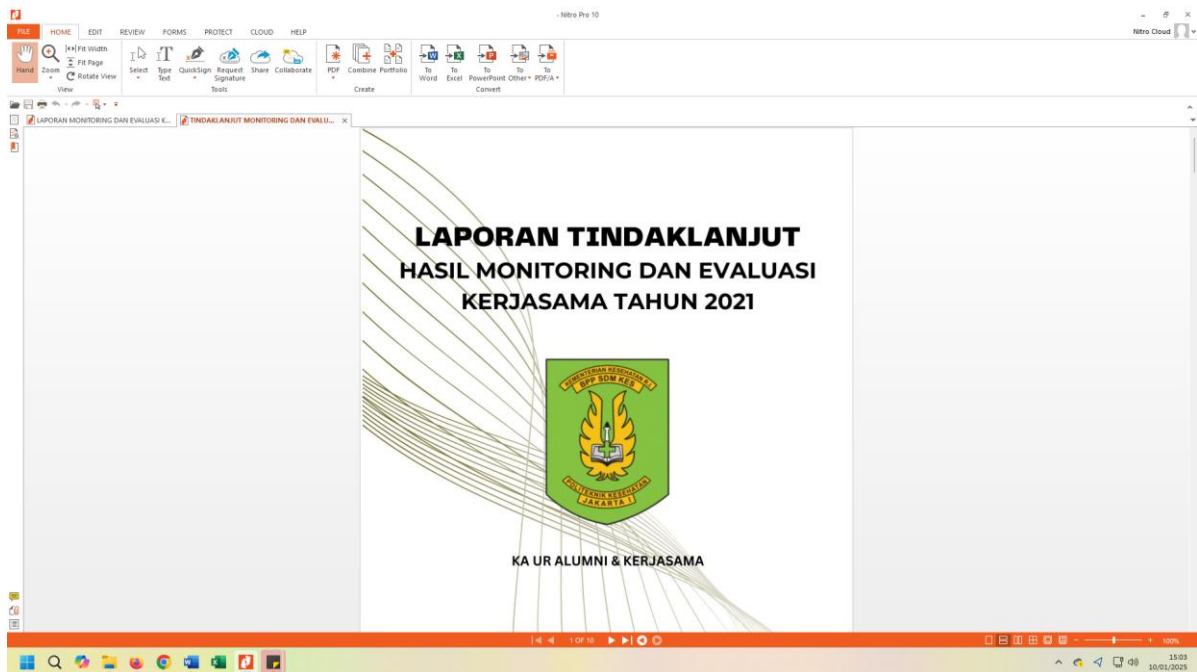 - Nitro Pro 10
FILE HOME EDIT REVIEW FORMS PROTECT CLOUD HELP
Nitro Cloud
Hand
Zoom
Fit Width
Fit Page
Rotate View
View
Select
Type Text
QuickSign
Request Signature
Share
Collaborate
Tools
PDF
Combine
Portfolio
Create
To Word
To Excel
To PowerPoint
To Other
To PDF/A
Convert
LAPORAN MONITORING DAN EVALUASI K...
TINDAKLANJUT MONITORING DAN EVALU...
LAPORAN TINDAKLANJUT
HASIL MONITORING DAN EVALUASI
KERJASAMA TAHUN 2021
KEMENTERIAN KESEHATAN R.I.
BPP SDM KES
POLITEKNIK KESEHATAN
JAKARTA I
KA UR ALUMNI & KERJASAMA
1 OF 10
100%
15:03
10/01/2025